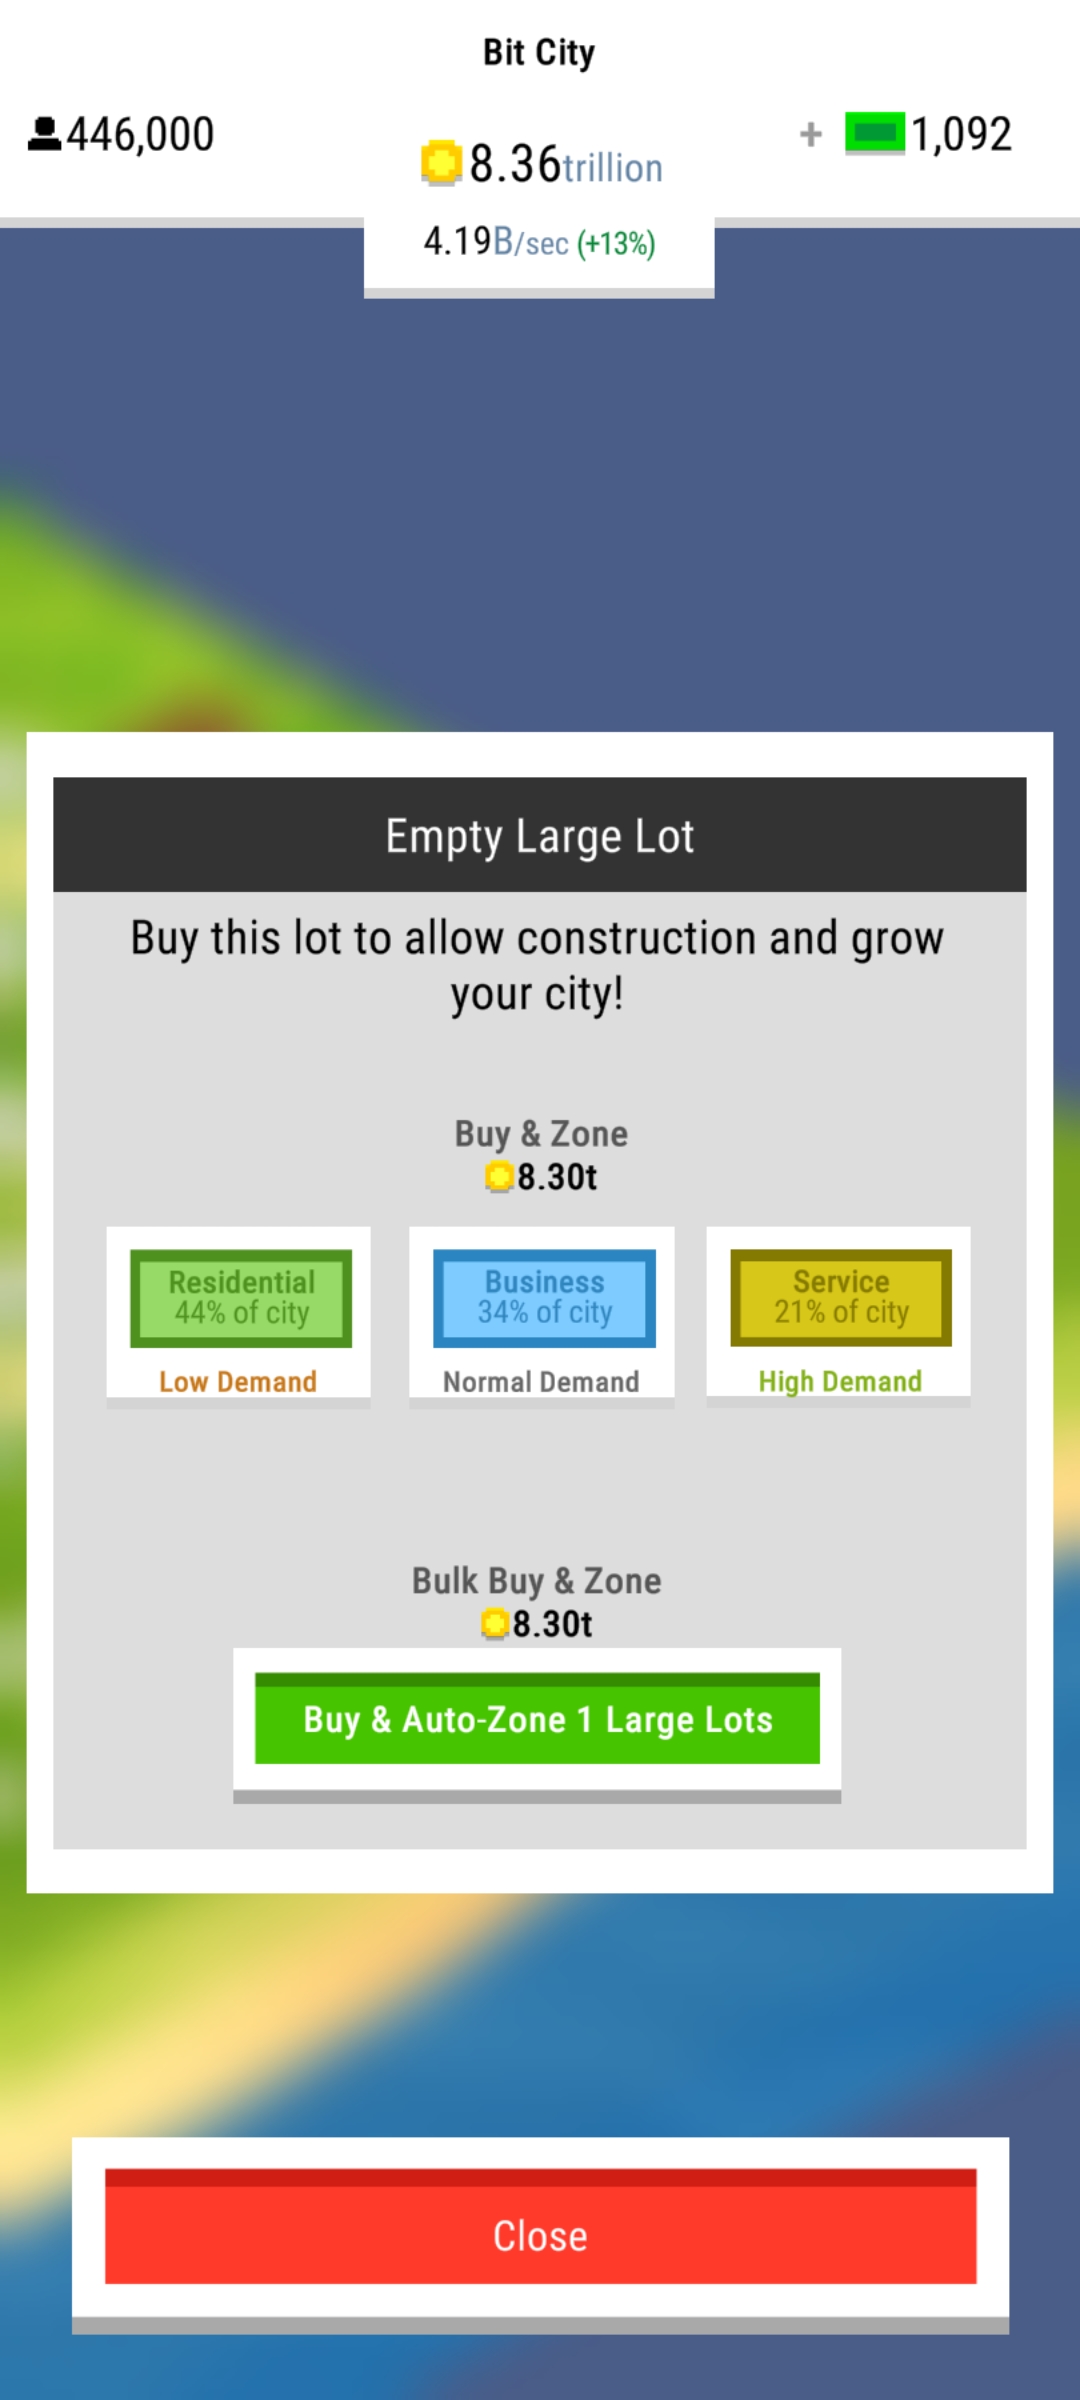 Bit City
446,000
8.36trillion
+ 1,092
4.19B/sec (+13%)
Empty Large Lot
Buy this lot to allow construction and grow
your city!
Buy & Zone
8.30t
Residential
44% of city
Low Demand
Business
34% of city
Normal Demand
Service
21% of city
High Demand
Bulk Buy & Zone
8.30t
Buy & Auto-Zone 1 Large Lots
Close